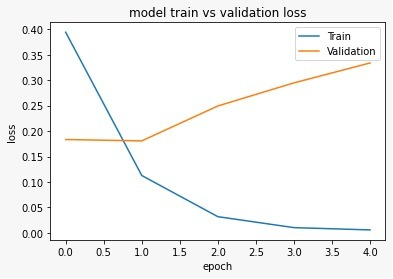 model train vs validation loss
Train
Validation
0.40
0.35
0.30
0.25
0.20
0.15
0.10
0.05
0.00
loss
0.0 0.5 1.0 1.5 2.0 2.5 3.0 3.5 4.0
epoch